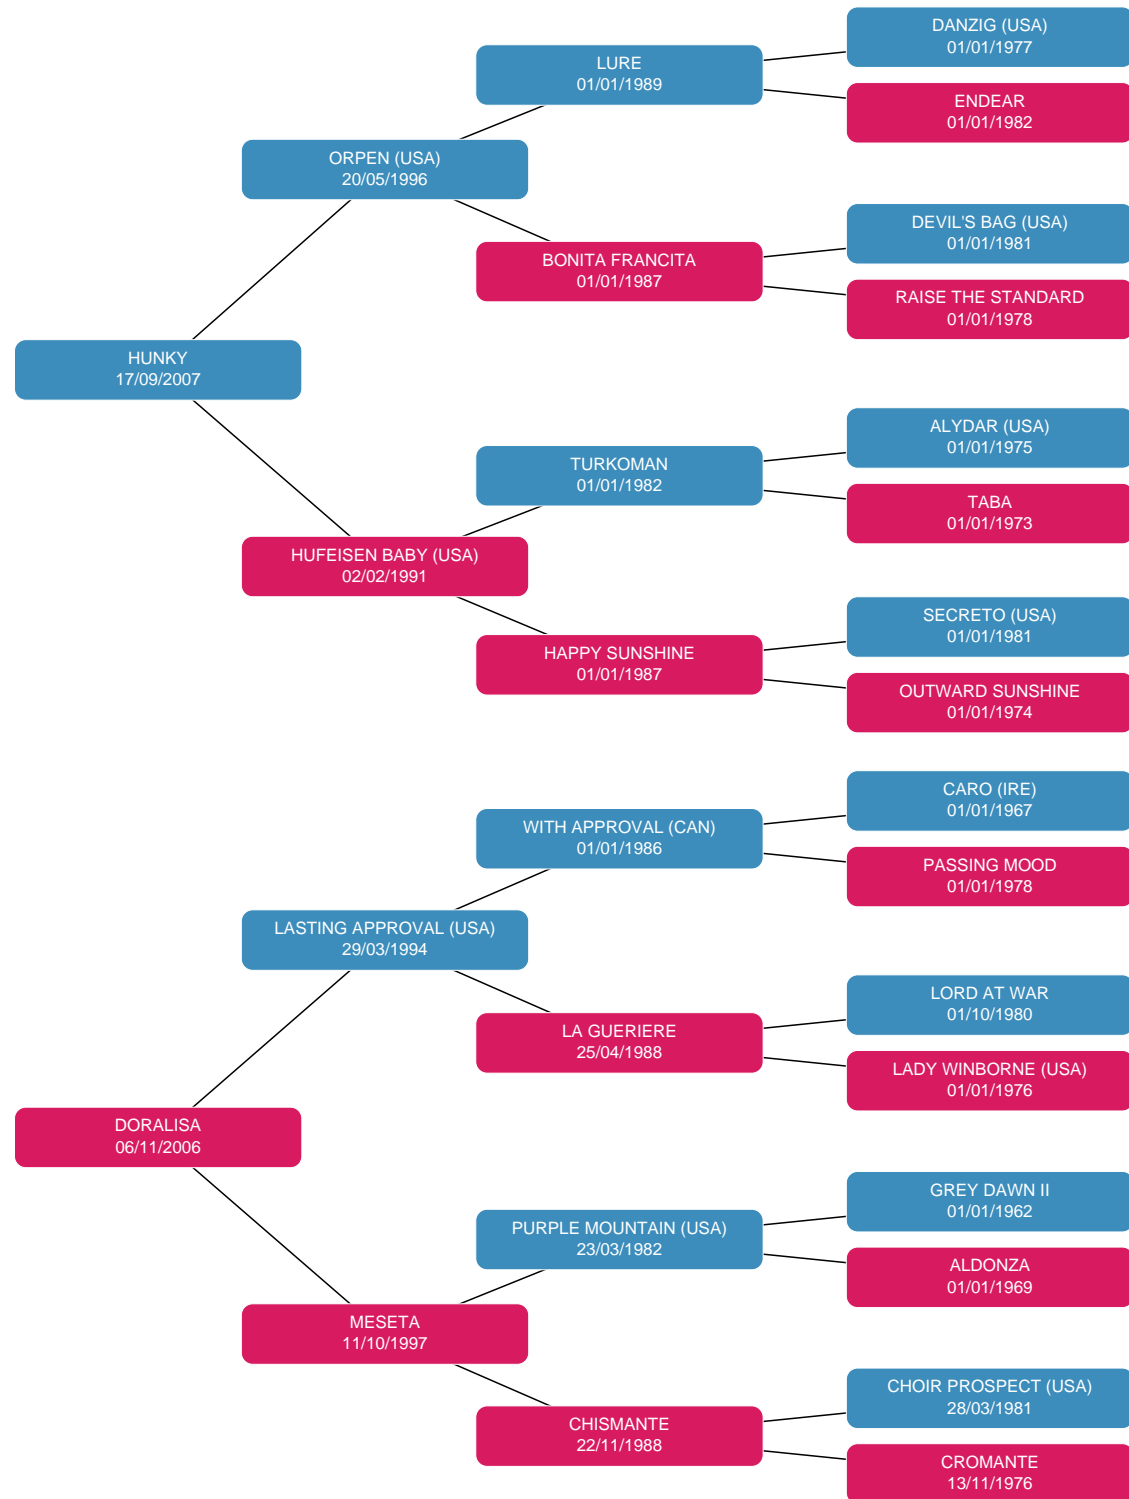 DANZIG (USA)
01/01/1977
LURE
01/01/1989
ENDEAR
01/01/1982
ORPEN (USA)
20/05/1996
DEVIL'S BAG (USA)
01/01/1981
BONITA FRANCITA
01/01/1987
RAISE THE STANDARD
01/01/1978
HUNKY
17/09/2007
ALYDAR (USA)
01/01/1975
TURKOMAN
01/01/1982
TABA
01/01/1973
HUFEISEN BABY (USA)
02/02/1991
SECRETO (USA)
01/01/1981
HAPPY SUNSHINE
01/01/1987
OUTWARD SUNSHINE
01/01/1974
CARO (IRE)
01/01/1967
WITH APPROVAL (CAN)
01/01/1986
PASSING MOOD
01/01/1978
LASTING APPROVAL (USA)
29/03/1994
LORD AT WAR
01/10/1980
LA GUERIERE
25/04/1988
LADY WINBORNE (USA)
01/01/1976
DORALISA
06/11/2006
GREY DAWN II
01/01/1962
PURPLE MOUNTAIN (USA)
23/03/1982
ALDONZA
01/01/1969
MESETA
11/10/1997
CHOIR PROSPECT (USA)
28/03/1981
CHISMANTE
22/11/1988
CROMANTE
13/11/1976